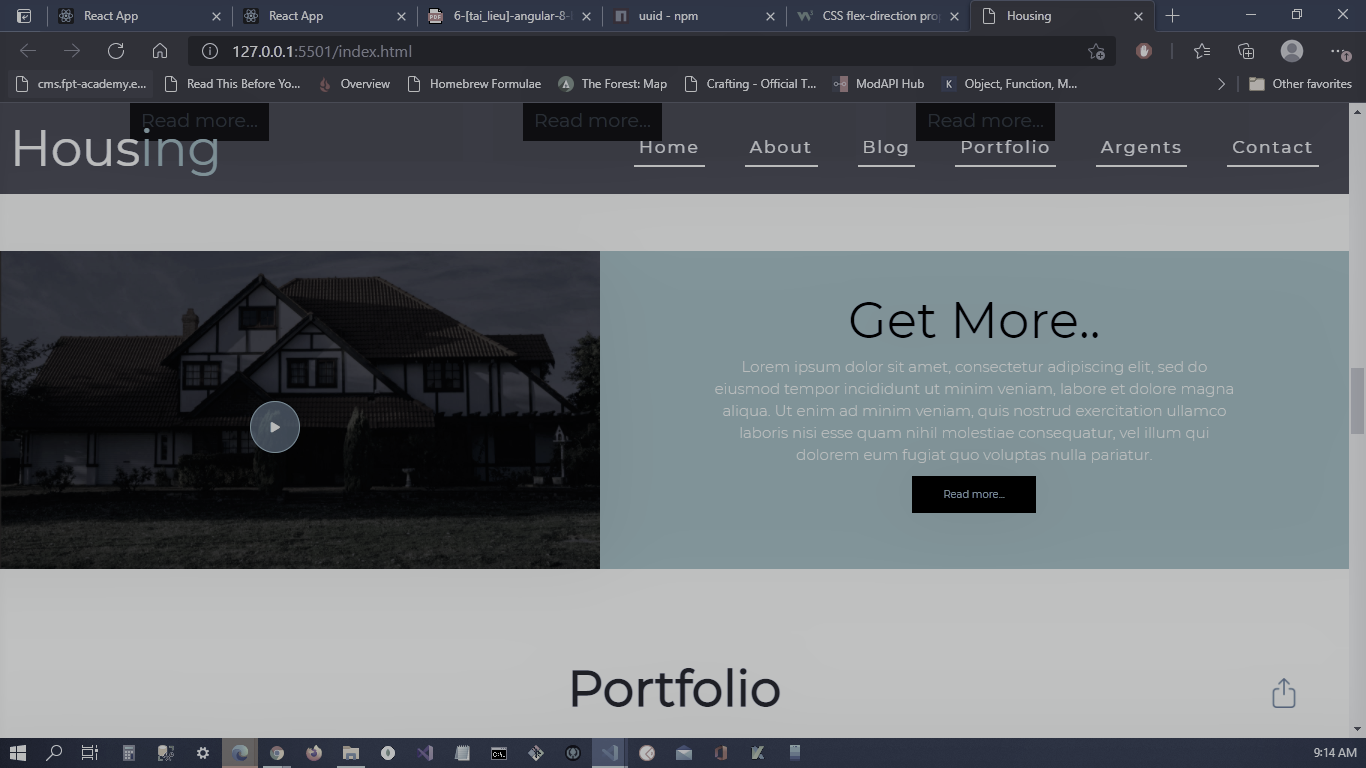 React App
React App
6-[tai_lieu]-angular-8-
uuid - npm
CSS flex-direction pro
Housing
127.0.0.1:5501/index.html
cms.fpt-academy.e...
Read This Before Yo...
Overview
Homebrew Formulae
The Forest: Map
Crafting - Official T...
ModAPI Hub
K
Object, Function, M...
Other favorites
Read more...
Read more...
Read more...
Housing
Home
About
Blog
Portfolio
Argents
Contact
Get More..
Lorem ipsum dolor sit amet, consectetur adipiscing elit, sed do
eiusmod tempor incididunt ut minim veniam, labore et dolore magna
aliqua. Ut enim ad minim veniam, quis nostrud exercitation ullamco
laboris nisi esse quam nihil molestiae consequatur, vel illum qui
dolorem eum fugiat quo voluptas nulla pariatur.
Read more...
Portfolio
9:14 AM